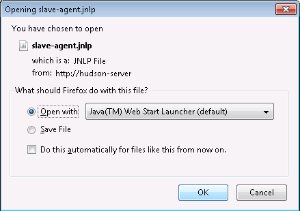 Opening slave-agent.jnlp
You have chosen to open
slave-agent.jnlp
which is a: JNLP File
from: http://hudson-server
What should Firefox do with this file?
Open with Java(TM) Web Start Launcher (default)
Save File
Do this automatically for files like this from now on.
OK Cancel